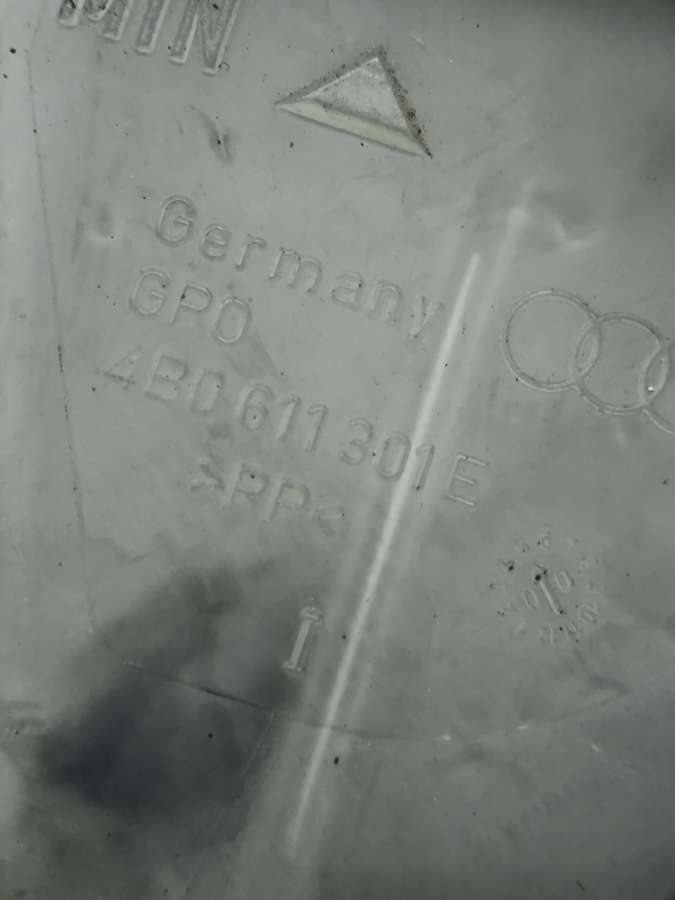 MIN
Germany
GPO
4B0 611 301 E
>PP<
I